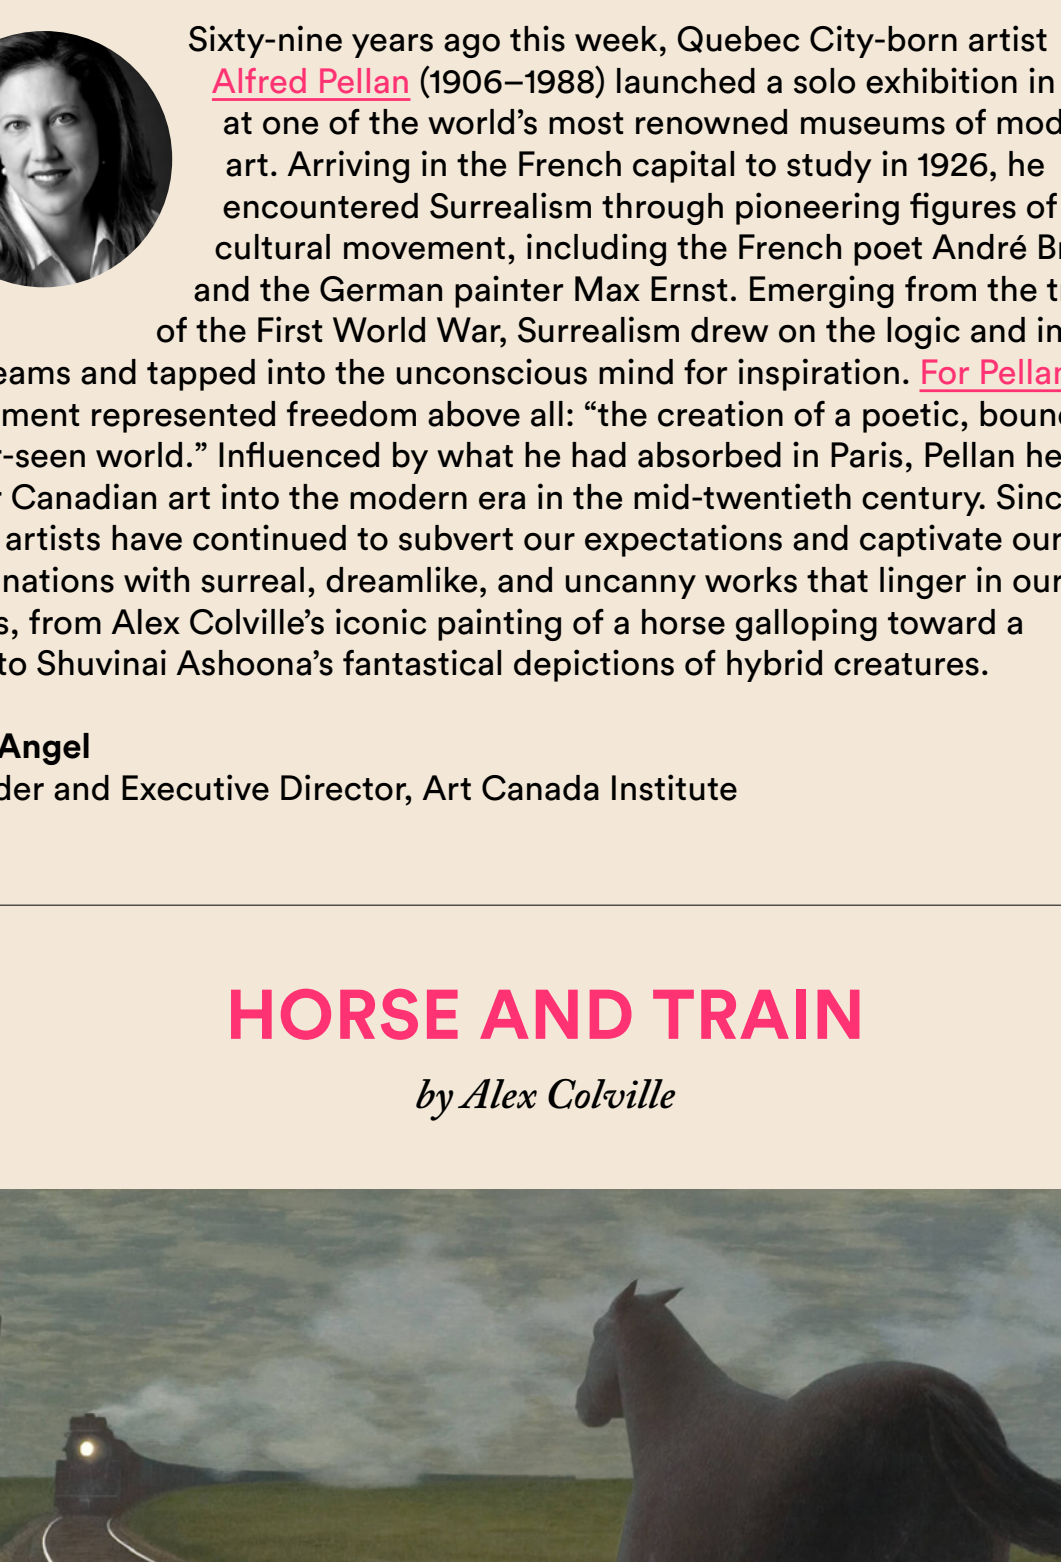 Sixty-nine years ago this week, Quebec City-born artist
Alfred Pellan (1906–1988) launched a solo exhibition in
at one of the world’s most renowned museums of mod
art. Arriving in the French capital to study in 1926, he
encountered Surrealism through pioneering figures of
cultural movement, including the French poet André B
and the German painter Max Ernst. Emerging from the t
of the First World War, Surrealism drew on the logic and i
eams and tapped into the unconscious mind for inspiration. For Pellan
ment represented freedom above all: “the creation of a poetic, boun
-seen world.” Influenced by what he had absorbed in Paris, Pellan he
r Canadian art into the modern era in the mid-twentieth century. Sinc
artists have continued to subvert our expectations and captivate our
nations with surreal, dreamlike, and uncanny works that linger in our
s, from Alex Colville’s iconic painting of a horse galloping toward a
to Shuvinai Ashoona’s fantastical depictions of hybrid creatures.
Angel
der and Executive Director, Art Canada Institute
HORSE AND TRAIN
by Alex Colville